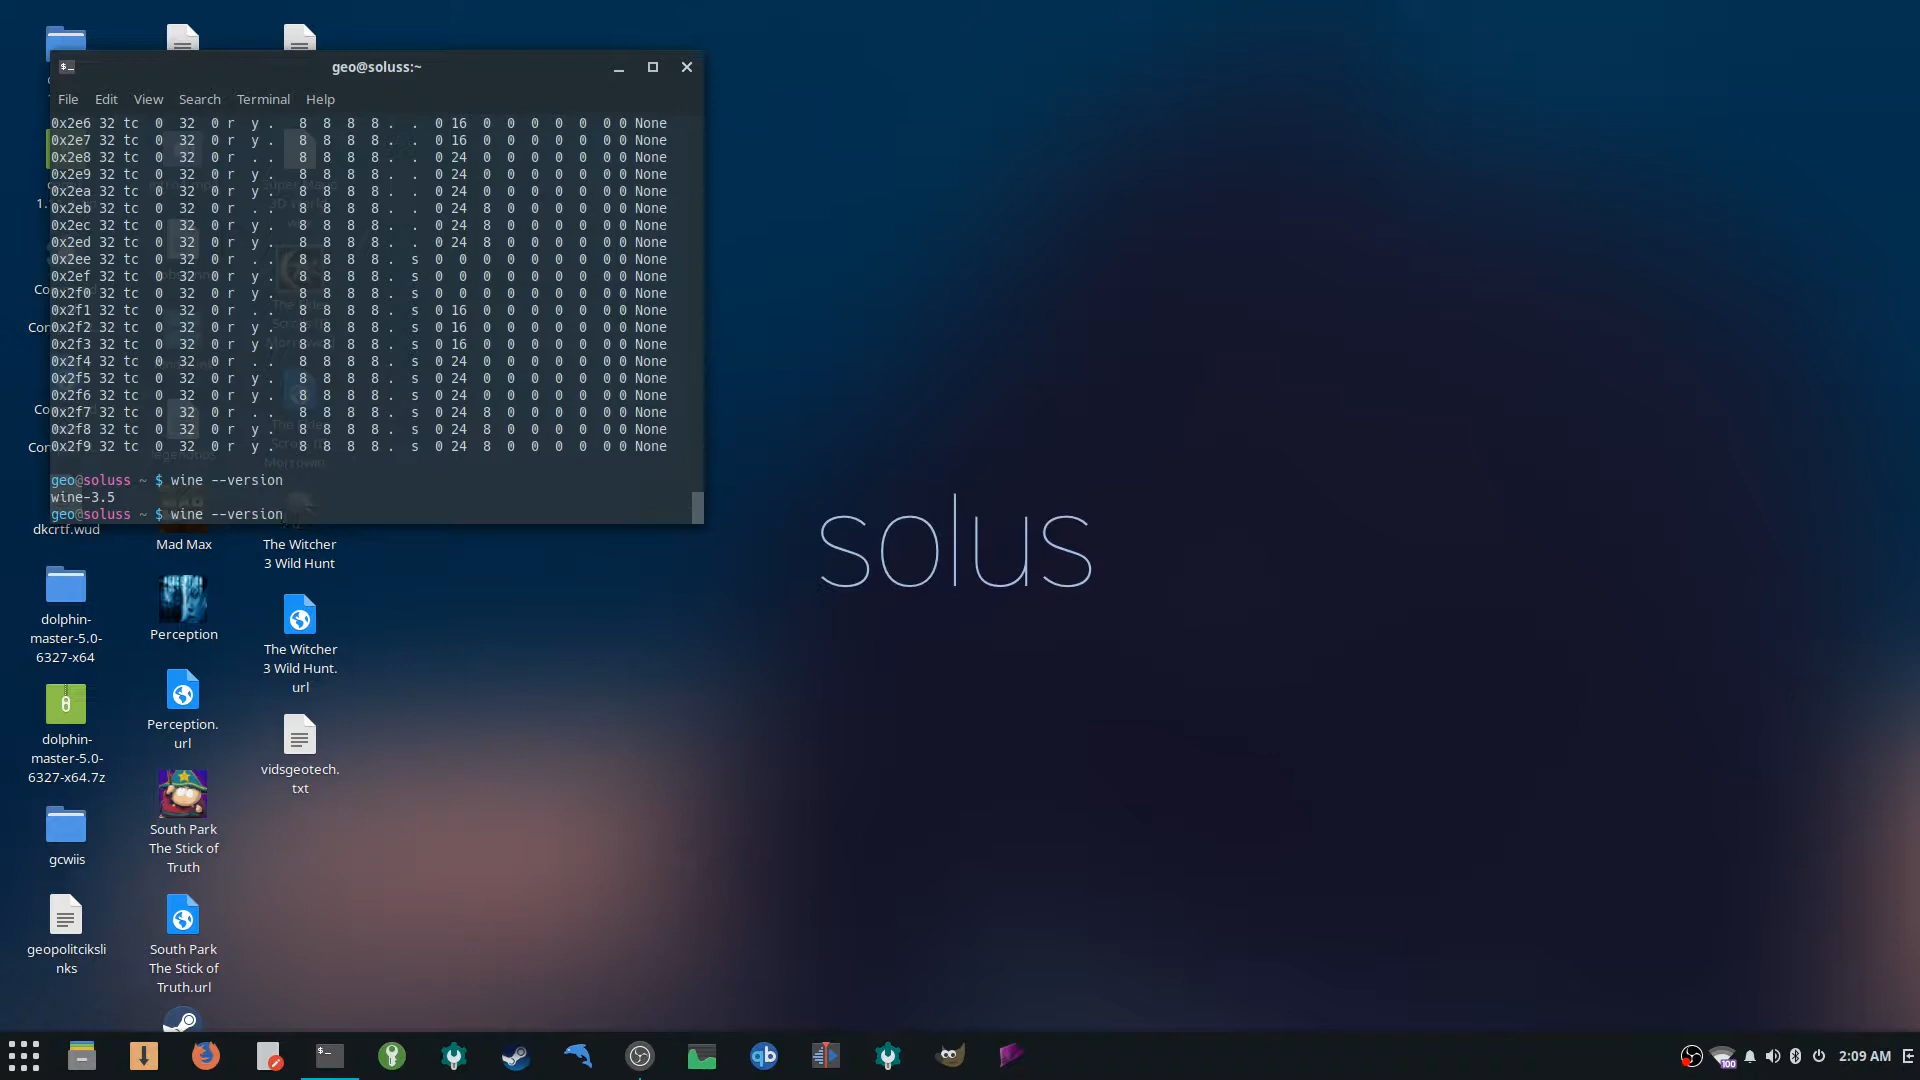 geo@soluss:~
File Edit View Search Terminal Help
0x2e6 32 tc 0 32 0 r y . 8 8 8 8 . . 0 16 0 0 0 0 0 0 0 None
0x2e7 32 tc 0 32 0 r y . 8 8 8 8 . . 0 16 0 0 0 0 0 0 0 None
0x2e8 32 tc 0 32 0 r . . 8 8 8 8 . . 0 24 0 0 0 0 0 0 0 None
0x2e9 32 tc 0 32 0 r y . 8 8 8 8 . . 0 24 0 0 0 0 0 0 0 None
0x2ea 32 tc 0 32 0 r y . 8 8 8 8 . . 0 24 0 0 0 0 0 0 0 None
0x2eb 32 tc 0 32 0 r . . 8 8 8 8 . . 0 24 8 0 0 0 0 0 0 None
0x2ec 32 tc 0 32 0 r y . 8 8 8 8 . . 0 24 8 0 0 0 0 0 0 None
0x2ed 32 tc 0 32 0 r y . 8 8 8 8 . . 0 24 8 0 0 0 0 0 0 None
0x2ee 32 tc 0 32 0 r . . 8 8 8 8 . s 0 0 0 0 0 0 0 0 0 None
0x2ef 32 tc 0 32 0 r y . 8 8 8 8 . s 0 0 0 0 0 0 0 0 0 None
0x2f0 32 tc 0 32 0 r y . 8 8 8 8 . s 0 0 0 0 0 0 0 0 0 None
0x2f1 32 tc 0 32 0 r . . 8 8 8 8 . s 0 16 0 0 0 0 0 0 0 None
0x2f2 32 tc 0 32 0 r y . 8 8 8 8 . s 0 16 0 0 0 0 0 0 0 None
0x2f3 32 tc 0 32 0 r y . 8 8 8 8 . s 0 16 0 0 0 0 0 0 0 None
0x2f4 32 tc 0 32 0 r . . 8 8 8 8 . s 0 24 0 0 0 0 0 0 0 None
0x2f5 32 tc 0 32 0 r y . 8 8 8 8 . s 0 24 0 0 0 0 0 0 0 None
0x2f6 32 tc 0 32 0 r y . 8 8 8 8 . s 0 24 0 0 0 0 0 0 0 None
0x2f7 32 tc 0 32 0 r . . 8 8 8 8 . s 0 24 8 0 0 0 0 0 0 None
0x2f8 32 tc 0 32 0 r y . 8 8 8 8 . s 0 24 8 0 0 0 0 0 0 None
0x2f9 32 tc 0 32 0 r y . 8 8 8 8 . s 0 24 8 0 0 0 0 0 0 None
geo@soluss ~ $ wine --version
wine-3.5
geo@soluss ~ $ wine --version
dkcrtf.wud
dolphin-
master-5.0-
6327-x64
dolphin-
master-5.0-
6327-x64.7z
gcwiis
geopolitciksli
nks
Mad Max
Perception
Perception.
url
South Park
The Stick of
Truth
South Park
The Stick of
Truth.url
The Witcher
3 Wild Hunt
The Witcher
3 Wild Hunt.
url
vidsgeotech.
txt
solus
qb
100
2:09 AM